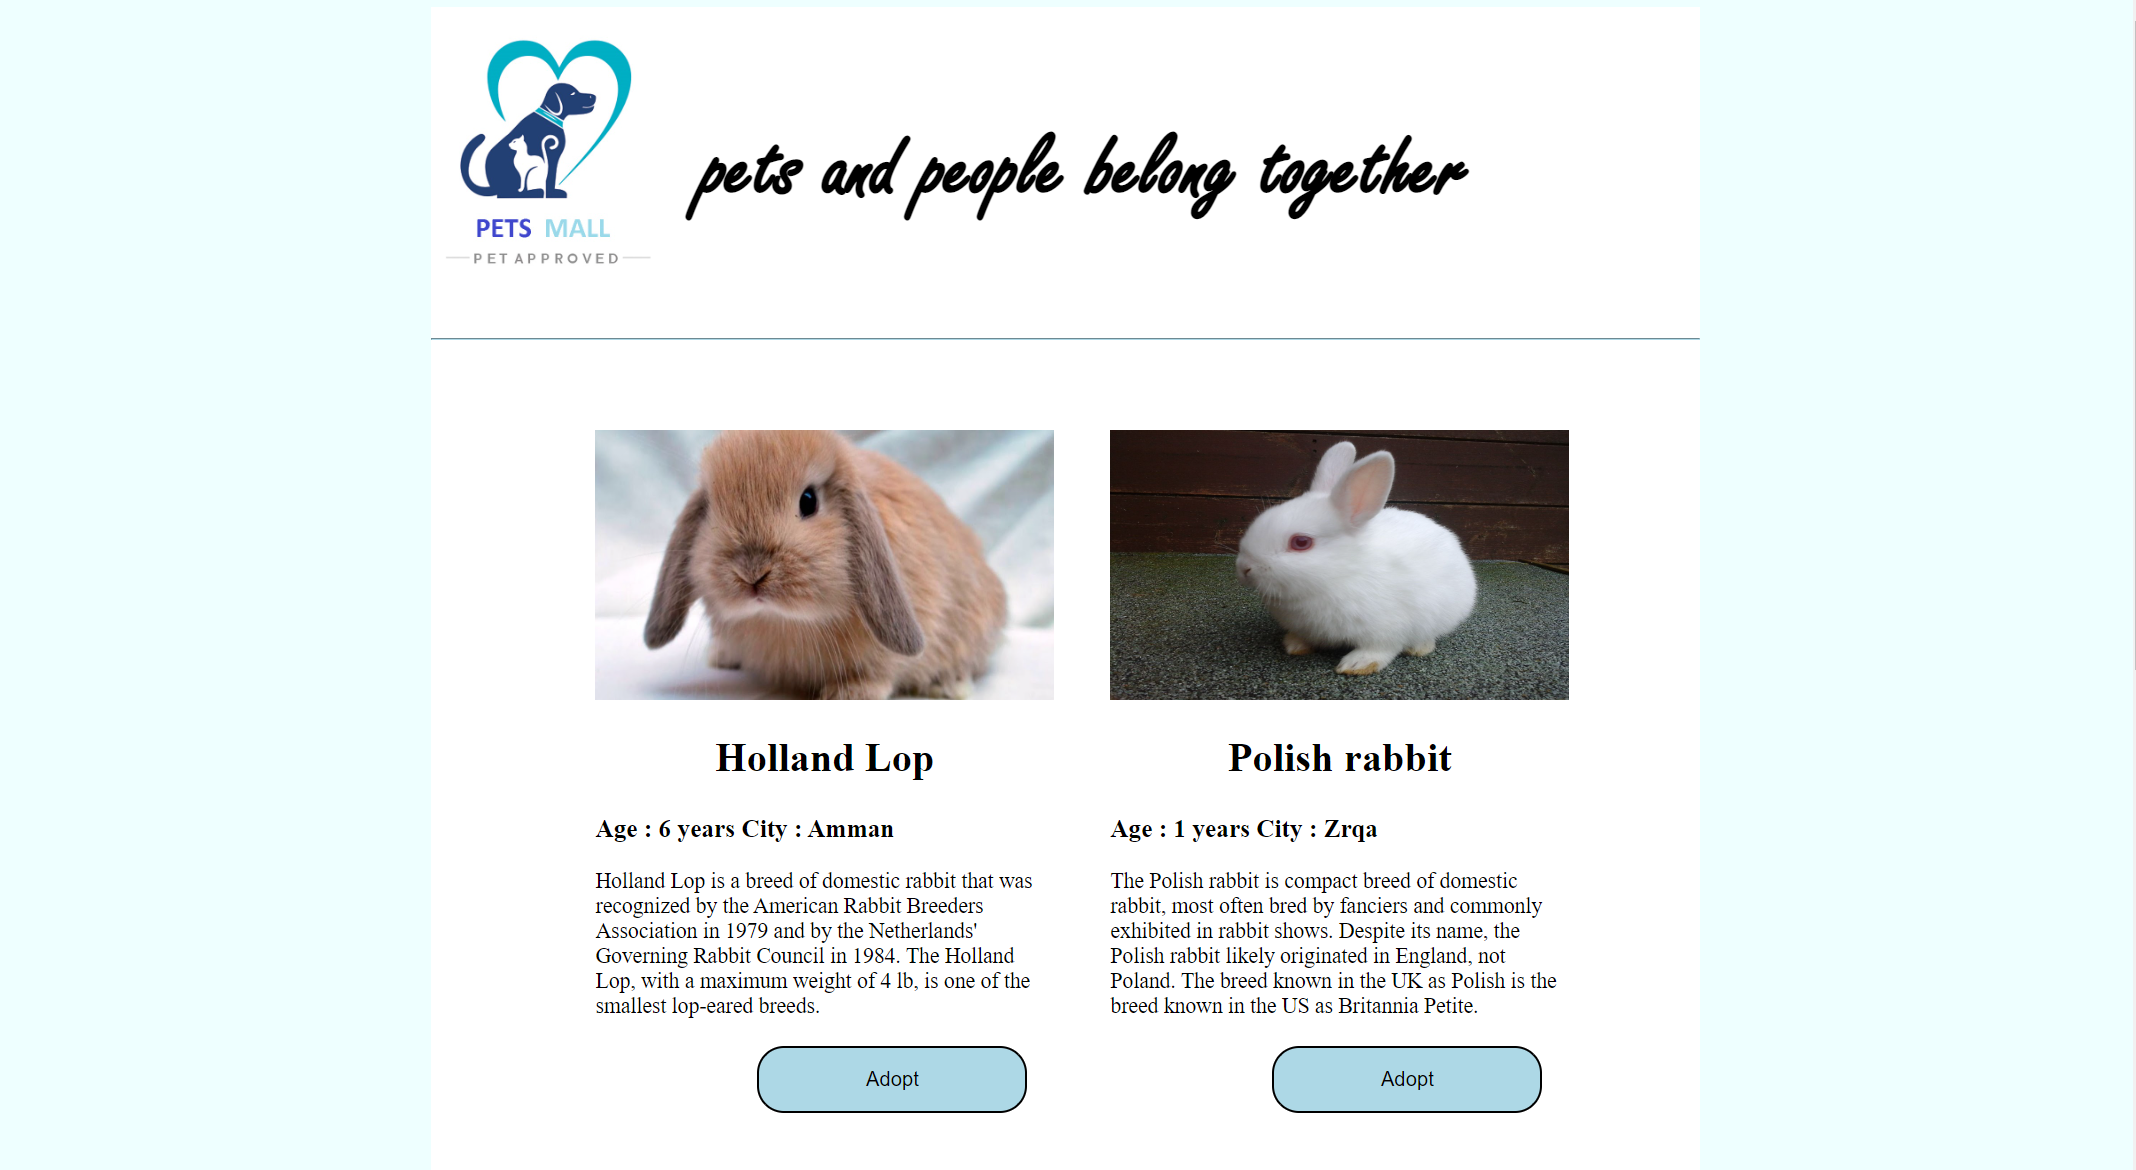 PETS MALL
PET APPROVED
pets and people belong together
Holland Lop
Age : 6 years City : Amman
Holland Lop is a breed of domestic rabbit that was
recognized by the American Rabbit Breeders
Association in 1979 and by the Netherlands'
Governing Rabbit Council in 1984. The Holland
Lop, with a maximum weight of 4 lb, is one of the
smallest lop-eared breeds.
Adopt
Polish rabbit
Age : 1 years City : Zrqa
The Polish rabbit is compact breed of domestic
rabbit, most often bred by fanciers and commonly
exhibited in rabbit shows. Despite its name, the
Polish rabbit likely originated in England, not
Poland. The breed known in the UK as Polish is the
breed known in the US as Britannia Petite.
Adopt